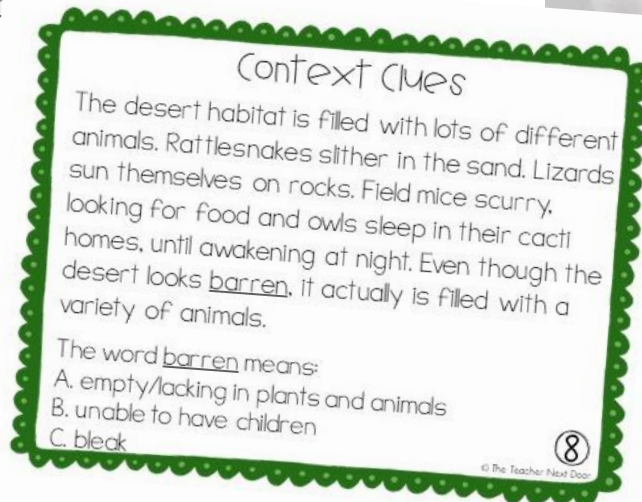 Context Clues
The desert habitat is filled with lots of different
animals. Rattlesnakes slither in the sand. Lizards
sun themselves on rocks. Field mice scurry,
looking for food and owls sleep in their cacti
homes, until awakening at night. Even though the
desert looks barren, it actually is filled with a
variety of animals.
The word barren means:
A. empty/lacking in plants and animals
B. unable to have children
C. bleak
8
© The Teacher Next Door